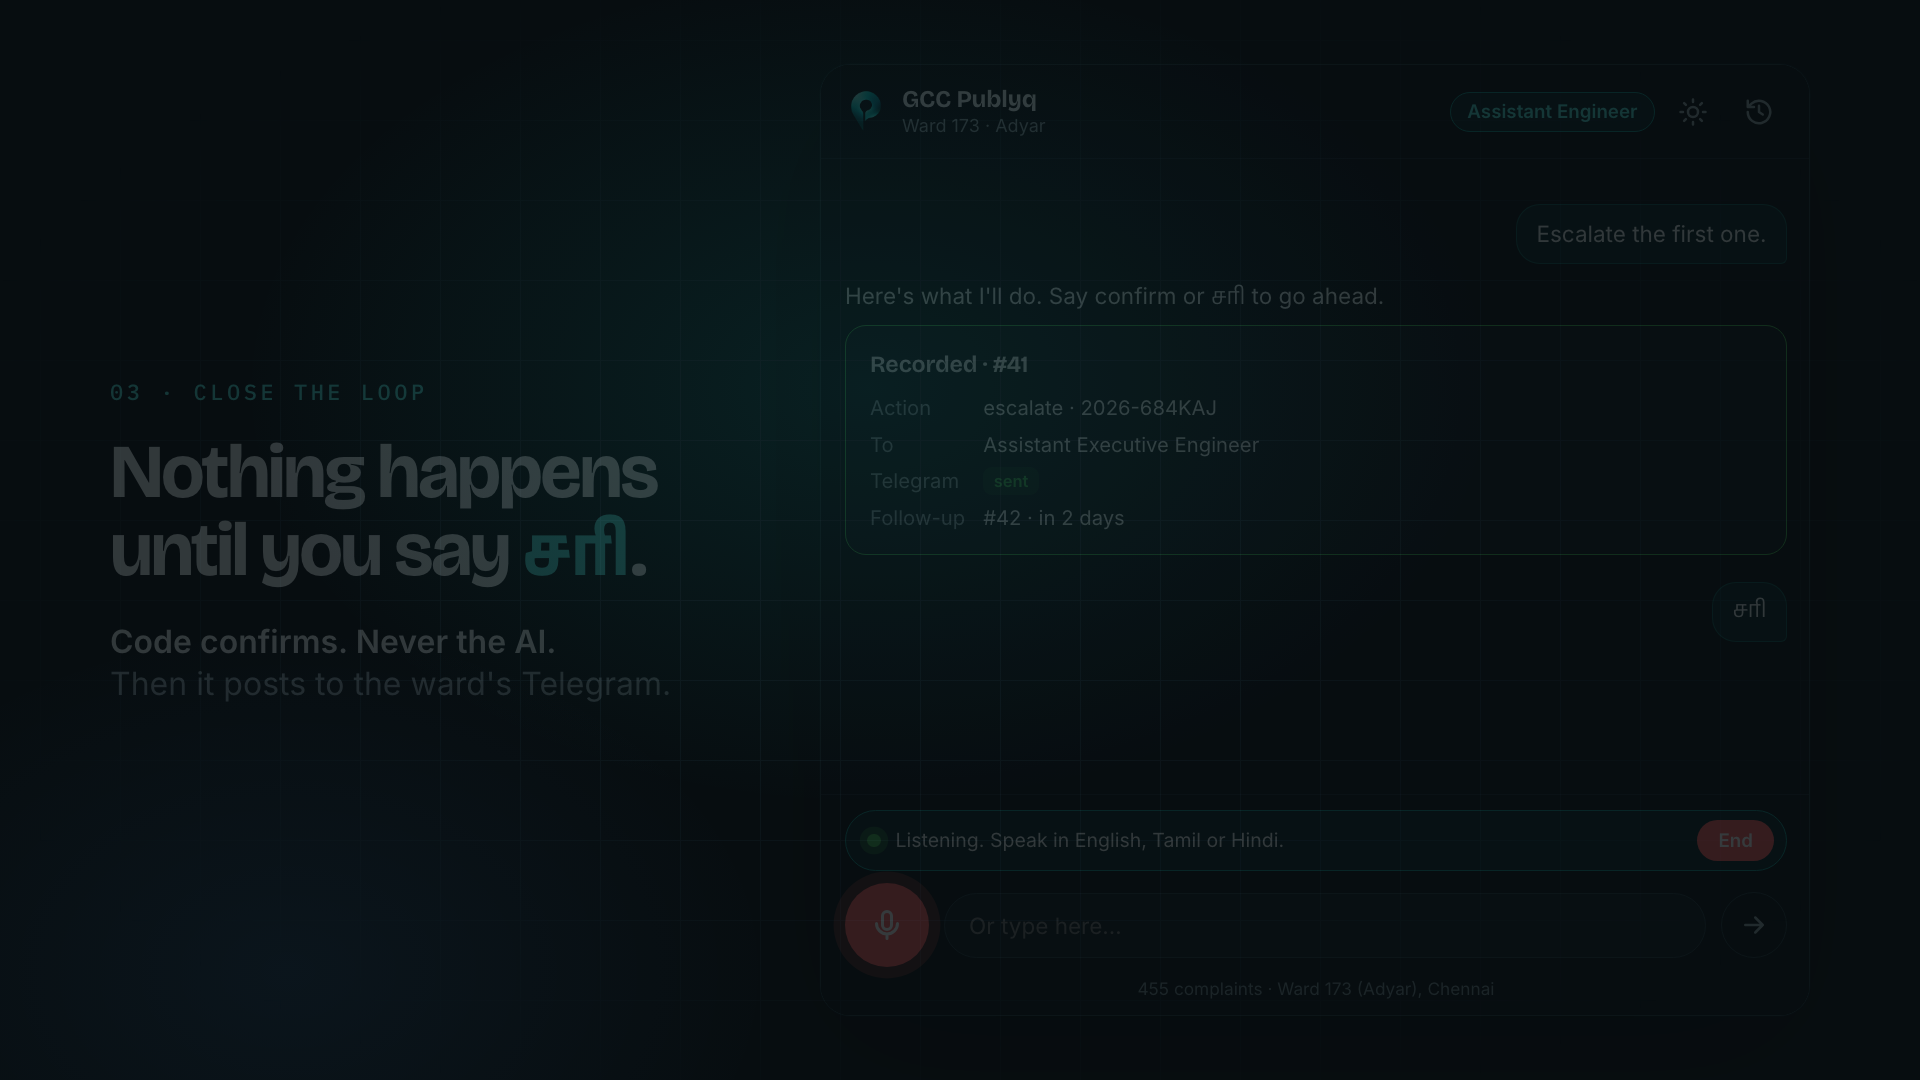 03 · CLOSE THE LOOP
Nothing happens
until you say சரி.
Code confirms. Never the AI.
Then it posts to the ward's Telegram.
GCC Publyq
Ward 173 · Adyar
Assistant Engineer
Escalate the first one.
Here's what I'll do. Say confirm or சரி to go ahead.
Recorded · #41
Action escalate · 2026-684KAJ
To Assistant Executive Engineer
Telegram sent
Follow-up #42 · in 2 days
சரி
Listening. Speak in English, Tamil or Hindi.
End
Or type here...
455 complaints · Ward 173 (Adyar), Chennai